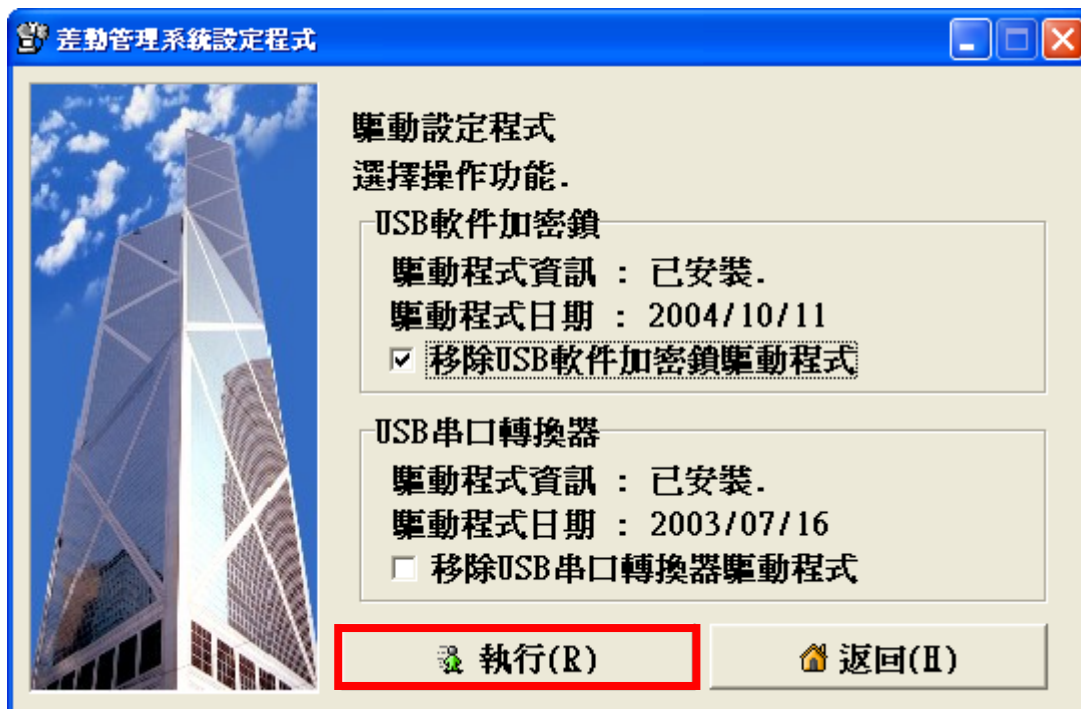 差勤管理系統設定程式
驅動設定程式
選擇操作功能.
USB軟件加密鎖
驅動程式資訊 : 已安裝.
驅動程式日期 : 2004/10/11
移除USB軟件加密鎖驅動程式
USB串口轉換器
驅動程式資訊 : 已安裝.
驅動程式日期 : 2003/07/16
移除USB串口轉換器驅動程式
執行(R)
返回(H)